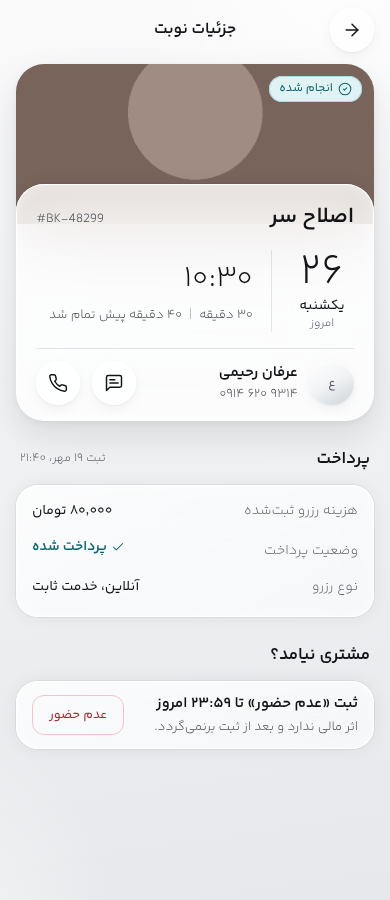 جزئیات نوبت
انجام شده
اصلاح سر
#BK-48299
۲۶
یکشنبه
امروز
۱۰:۳۰
۳۰ دقیقه | ۴۰ دقیقه پیش تمام شد
ع
عرفان رحیمی
۰۹۱۴ ۶۲۰ ۹۳۱۴
پرداخت
ثبت ۱۹ مهر، ۲۱:۴۰
هزینه رزرو ثبت‌شده
۸۰,۰۰۰ تومان
وضعیت پرداخت
پرداخت شده
نوع رزرو
آنلاین، خدمت ثابت
مشتری نیامد؟
ثبت «عدم حضور» تا ۲۳:۵۹ امروز
اثر مالی ندارد و بعد از ثبت برنمی‌گردد.
عدم حضور